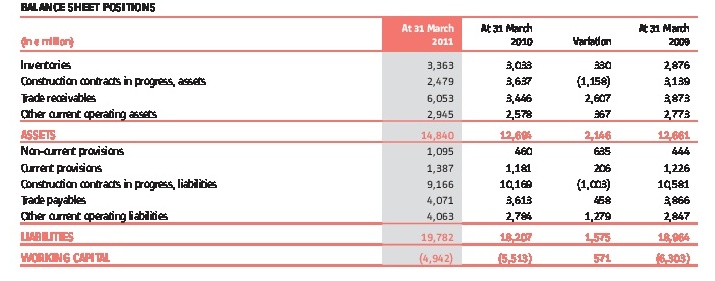 BALANCE SHEET POSITIONS
(in € million) At 31 March 2011 At 31 March 2010 Variation At 31 March 2009
Inventories 3,363 3,033 330 2,876
Construction contracts in progress, assets 2,479 3,637 (1,158) 3,139
Trade receivables 6,053 3,446 2,607 3,873
Other current operating assets 2,945 2,578 367 2,773
ASSETS 14,840 12,694 2,146 12,661
Non-current provisions 1,095 460 635 444
Current provisions 1,387 1,181 206 1,226
Construction contracts in progress, liabilities 9,166 10,169 (1,003) 10,581
Trade payables 4,071 3,613 458 3,866
Other current operating liabilities 4,063 2,784 1,279 2,847
LIABILITIES 19,782 18,207 1,575 18,964
WORKING CAPITAL (4,942) (5,513) 571 (6,303)